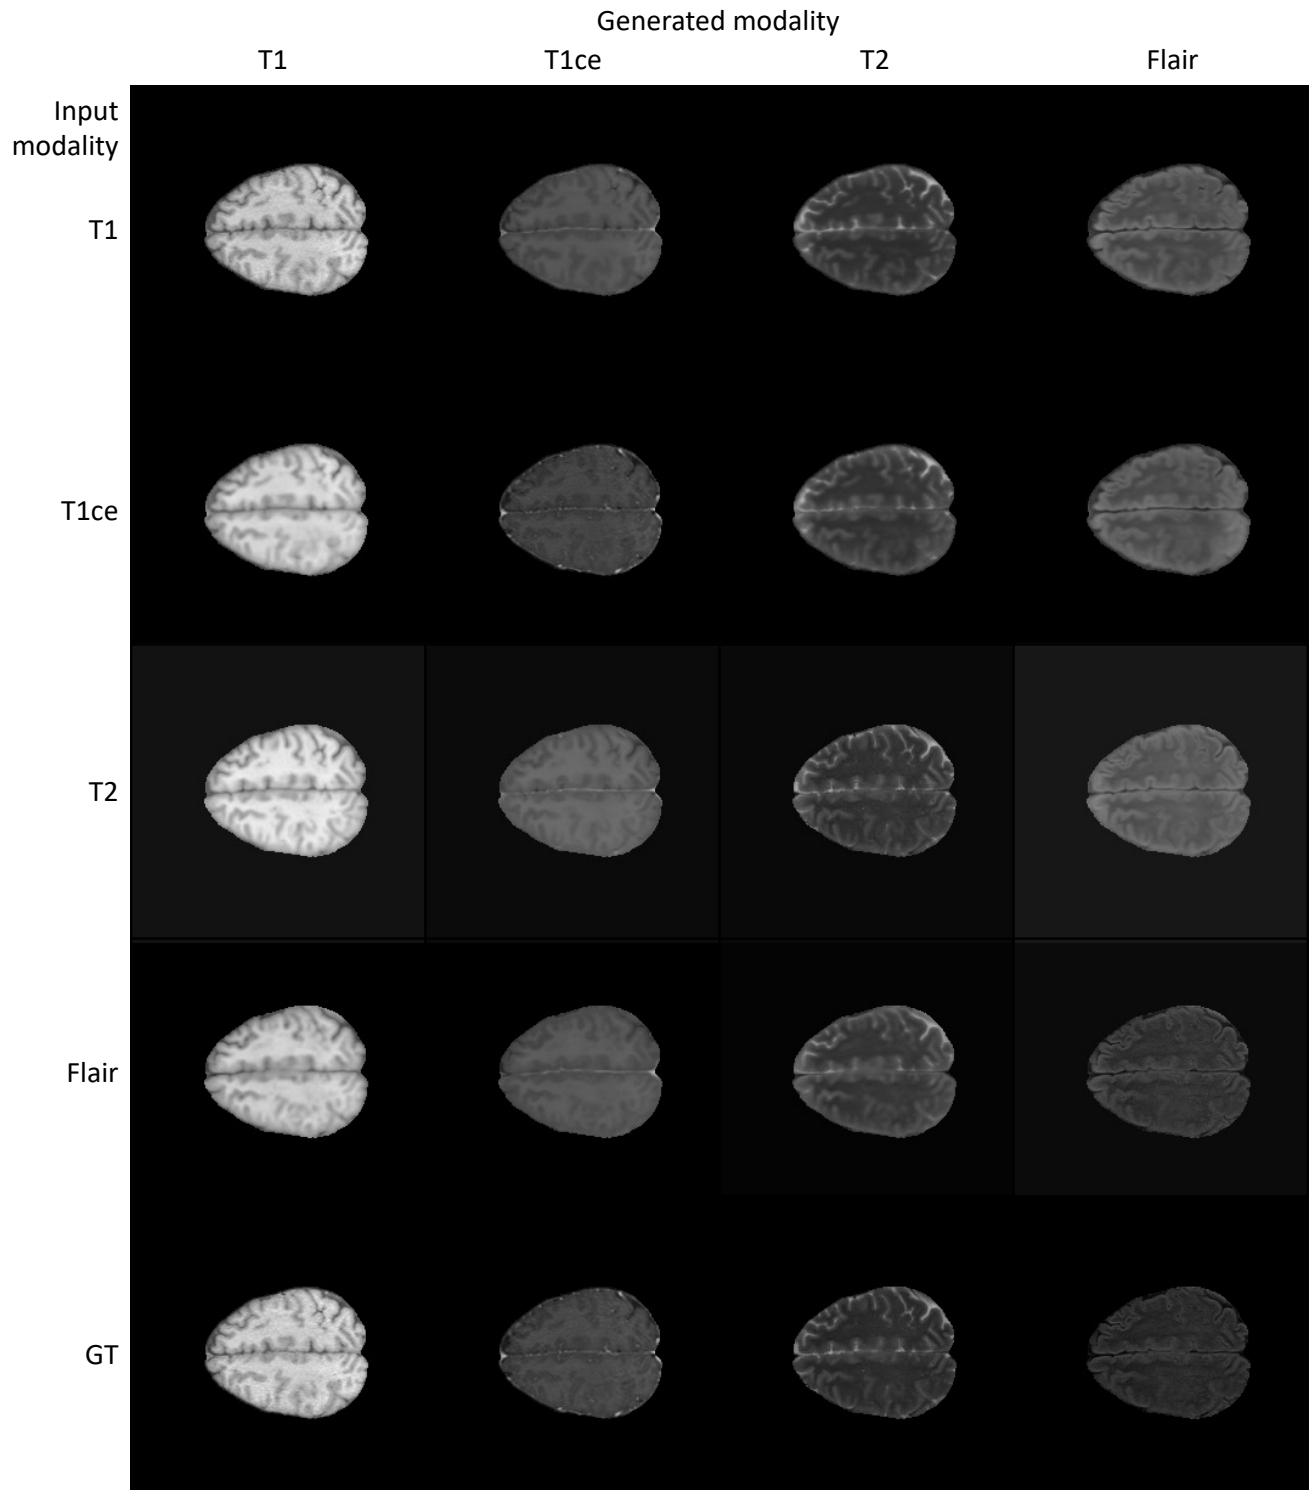 Generated modality
T1 T1ce T2 Flair
Input
modality
T1
T1ce
T2
Flair
GT